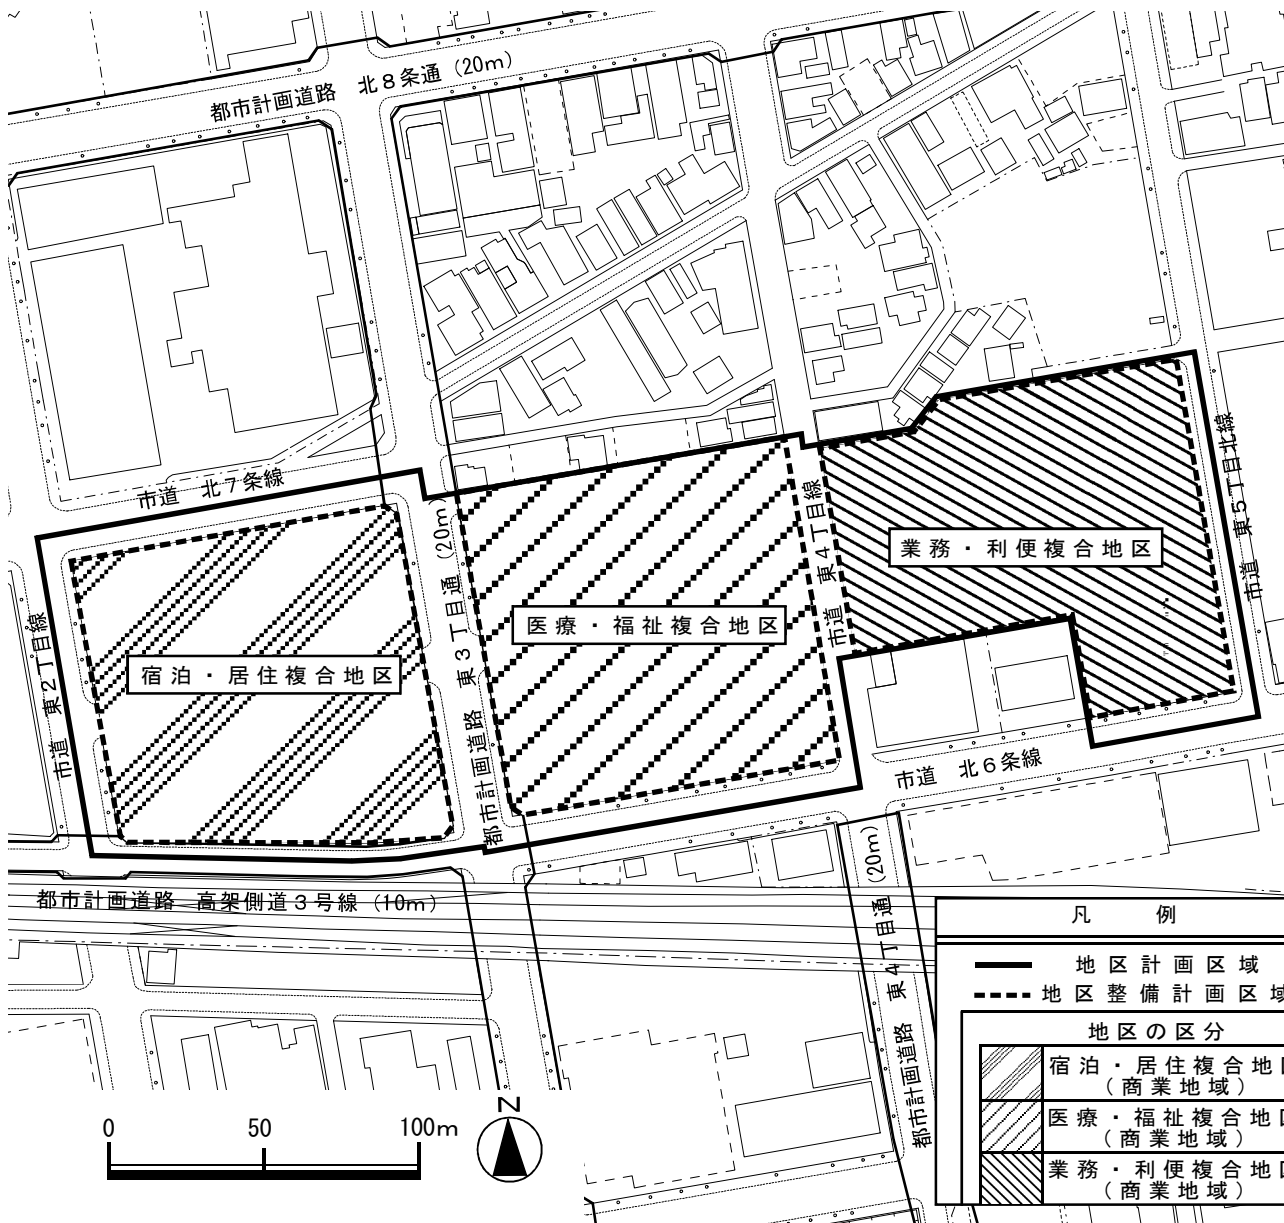 都市計画道路 北8条通 (20m)
市道 北7条線
市道 東2丁目線
都市計画道路 東3丁目通 (20m)
市道 東4丁目線
市道 東5丁目北線
業務・利便複合地区
医療・福祉複合地区
宿泊・居住複合地区
市道 北6条線
都市計画道路 高架側道3号線 (10m)
都市計画道路 東4丁目通 (20m)
凡 例
地区計画区域
地区整備計画区域
地区の区分
宿泊・居住複合地区
(商業地域)
医療・福祉複合地区
(商業地域)
業務・利便複合地区
(商業地域)
0 50 100m
N